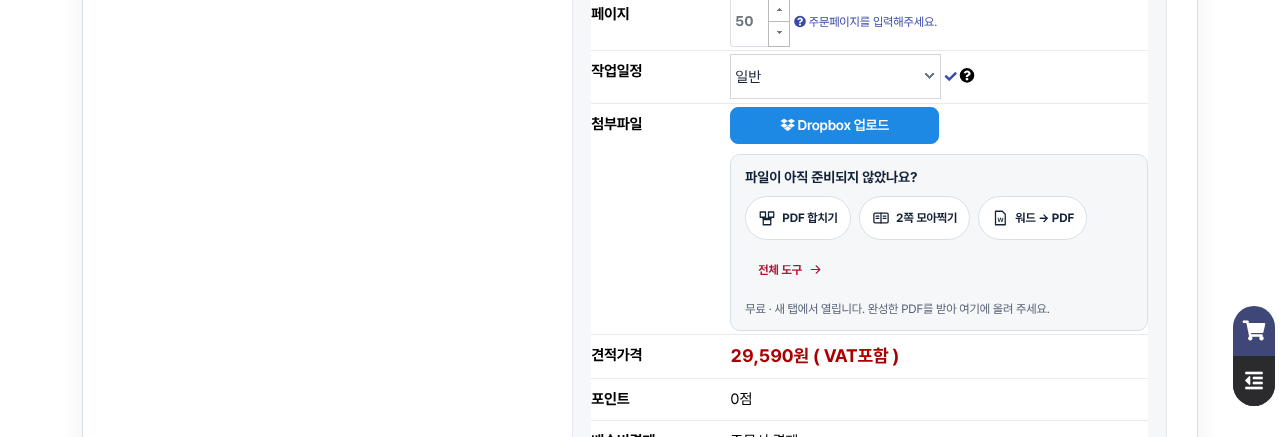 페이지
50
주문페이지를 입력해주세요.
작업일정
일반
첨부파일
Dropbox 업로드
파일이 아직 준비되지 않았나요?
PDF 합치기
2쪽 모아찍기
워드 → PDF
전체 도구 →
무료 · 새 탭에서 열립니다. 완성한 PDF를 받아 여기에 올려 주세요.
견적가격
29,590원 ( VAT포함 )
포인트
0점